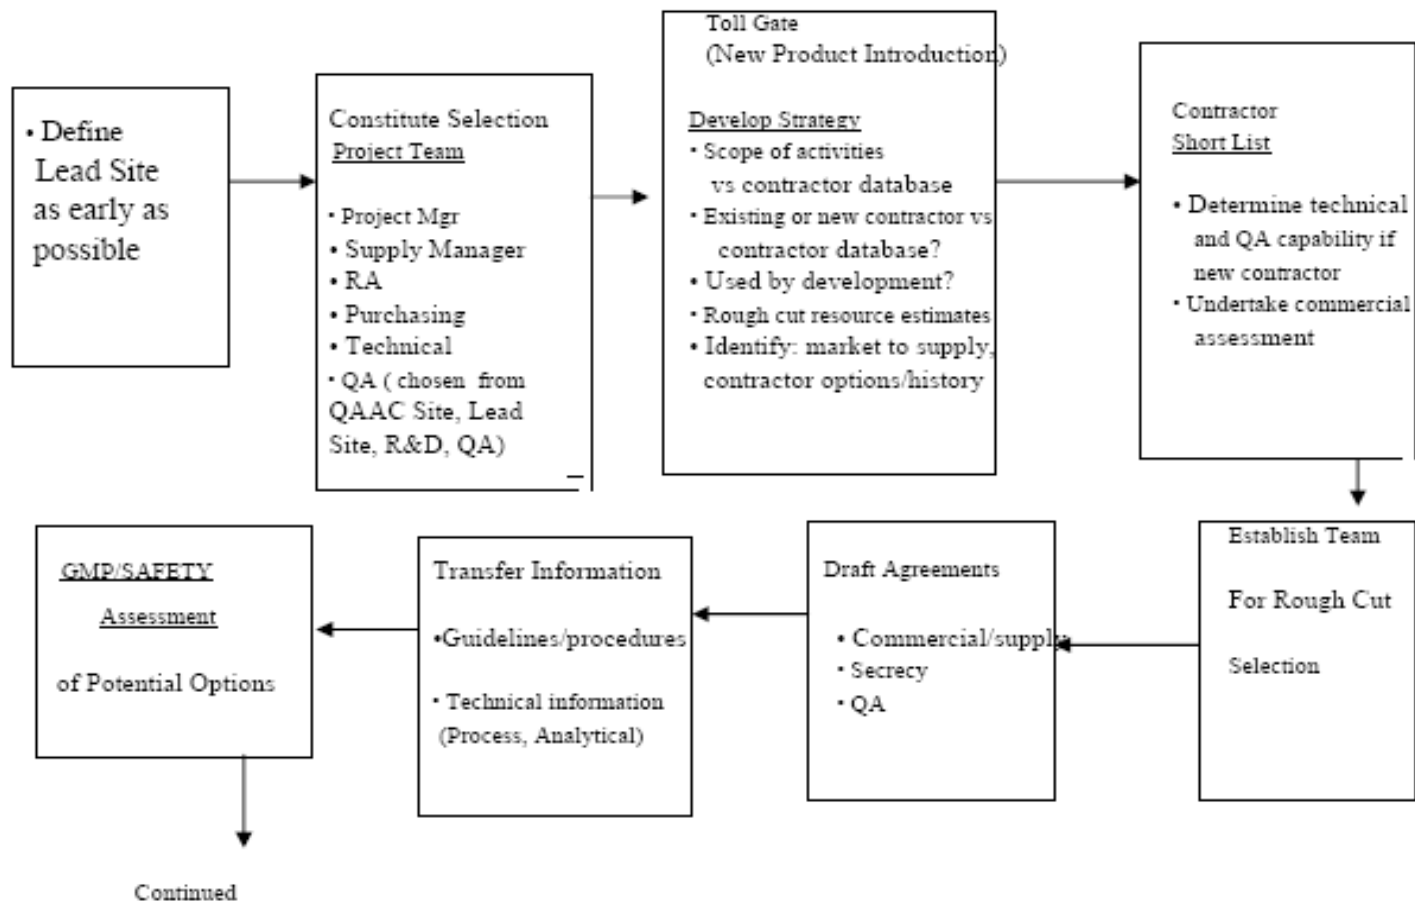 • Define
Lead Site
as early as
possible
Constitute Selection
Project Team
• Project Mgr
• Supply Manager
• RA
• Purchasing
• Technical
• QA ( chosen from
QAAC Site, Lead
Site, R&D, QA)
Toll Gate
(New Product Introduction)
Develop Strategy
• Scope of activities
vs contractor database
• Existing or new contractor vs
contractor database?
• Used by development?
• Rough cut resource estimates
• Identify: market to supply,
contractor options/history
Contractor
Short List
• Determine technical
and QA capability if
new contractor
• Undertake commercial
assessment
Establish Team
For Rough Cut
Selection
Draft Agreements
• Commercial/supply
• Secrecy
• QA
Transfer Information
•Guidelines/procedures
• Technical information
(Process, Analytical)
GMP/SAFETY
Assessment
of Potential Options
Continued